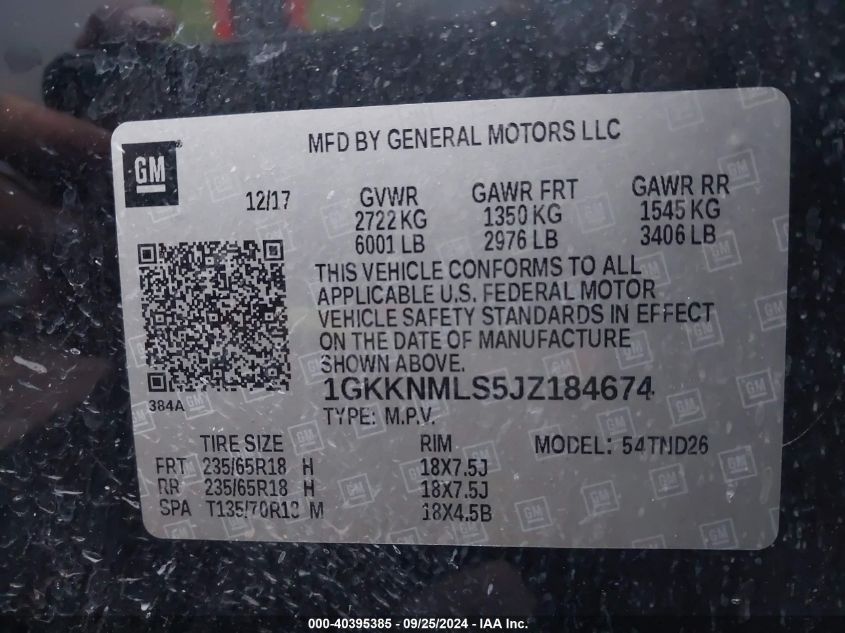 MFD BY GENERAL MOTORS LLC
GM
12/17
GVWR
2722 KG
6001 LB
GAWR FRT
1350 KG
2976 LB
GAWR RR
1545 KG
3406 LB
THIS VEHICLE CONFORMS TO ALL
APPLICABLE U.S. FEDERAL MOTOR
VEHICLE SAFETY STANDARDS IN EFFECT
ON THE DATE OF MANUFACTURE
SHOWN ABOVE.
384A
1GKKNMLS5JZ184674
TYPE: M.P.V.
TIRE SIZE RIM MODEL: 54TND26
FRT 235/65R18 H 18X7.5J
RR 235/65R18 H 18X7.5J
SPA M 18X4.5B
000-40395385 - 09/25/2024 - IAA Inc.